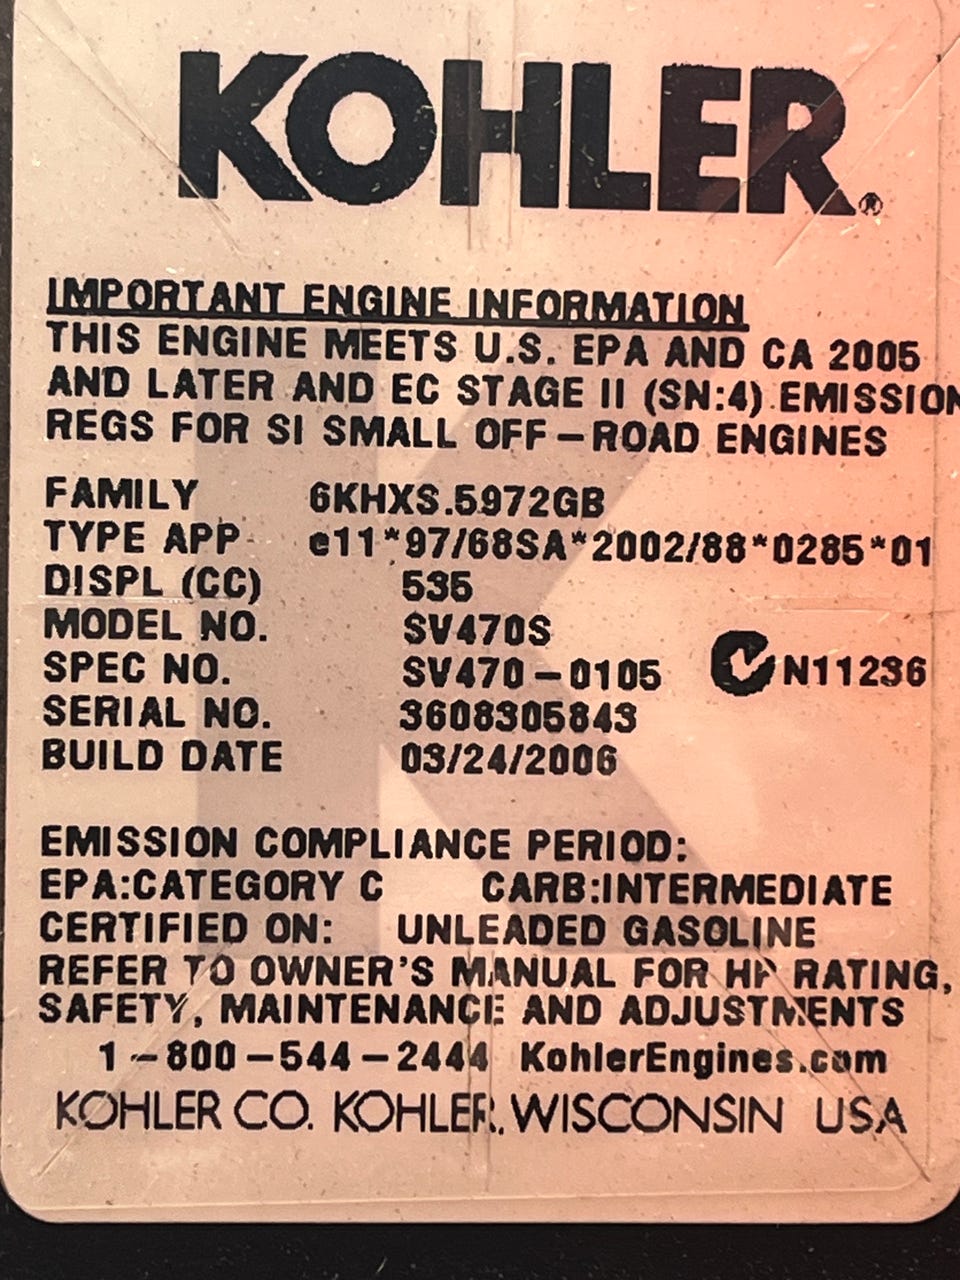 KOHLER®
IMPORTANT ENGINE INFORMATION
THIS ENGINE MEETS U.S. EPA AND CA 2005
AND LATER AND EC STAGE II (SN:4) EMISSION
REGS FOR SI SMALL OFF-ROAD ENGINES
FAMILY 6KHXS.5972GB
TYPE APP e11*97/68SA*2002/88*0285*01
DISPL (CC) 535
MODEL NO. SV470S
SPEC NO. SV470-0105 N11236
SERIAL NO. 3608305843
BUILD DATE 03/24/2006
EMISSION COMPLIANCE PERIOD:
EPA:CATEGORY C CARB:INTERMEDIATE
CERTIFIED ON: UNLEADED GASOLINE
REFER TO OWNER'S MANUAL FOR HP RATING,
SAFETY, MAINTENANCE AND ADJUSTMENTS
1-800-544-2444 KohlerEngines.com
KOHLER CO. KOHLER, WISCONSIN USA